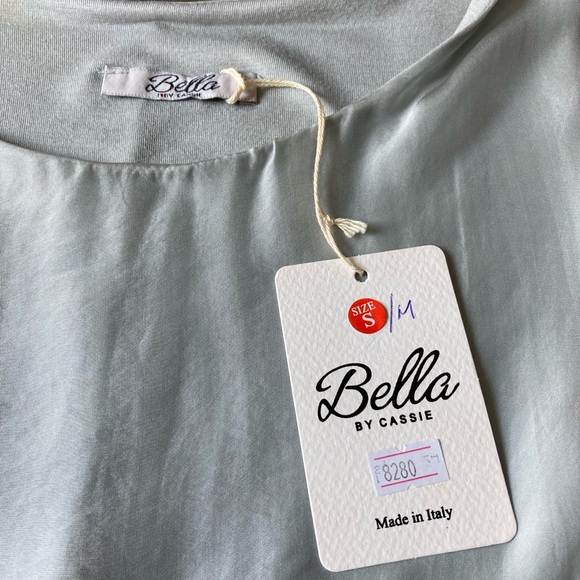 Bella
BY CASSIE
SIZE
S
/M
Bella
BY CASSIE
8280
Made in Italy